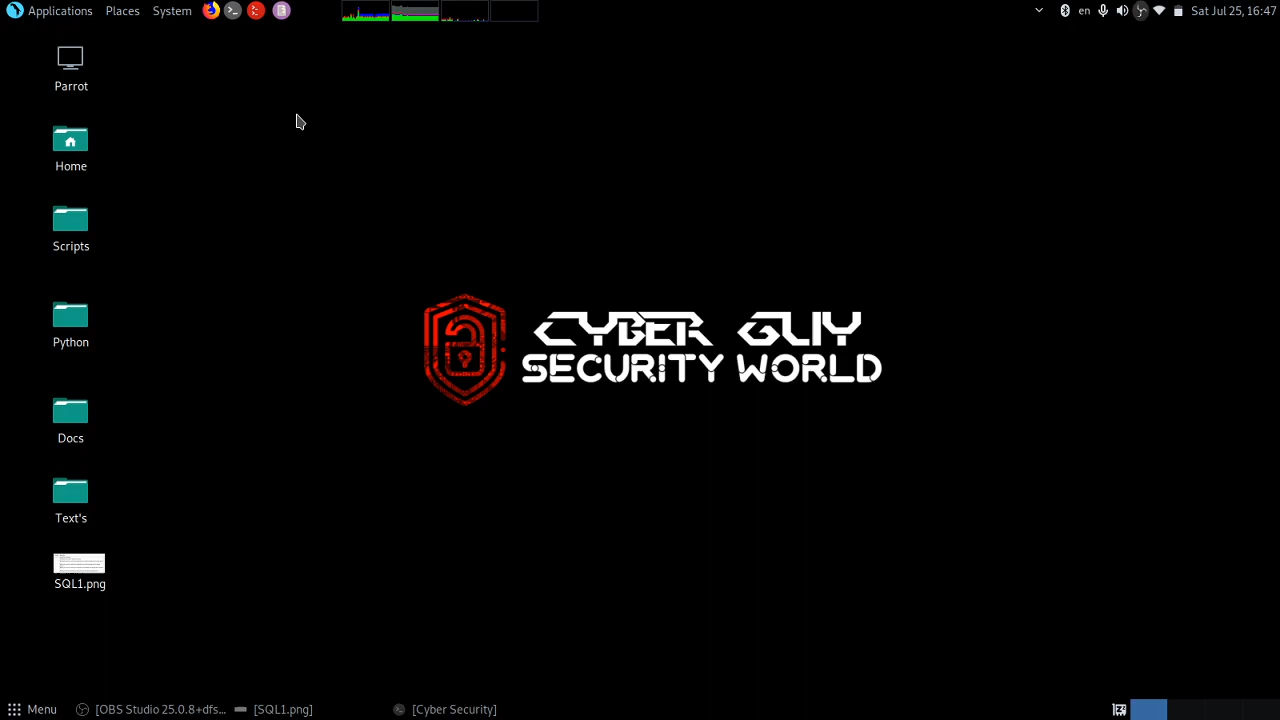 Applications Places System en Sat Jul 25, 16:47
Parrot
Home
Scripts
Python
Docs
Text's
SQL1.png
CYBER GUY
SECURITY WORLD
Menu [OBS Studio 25.0.8+dfs... [SQL1.png] [Cyber Security]